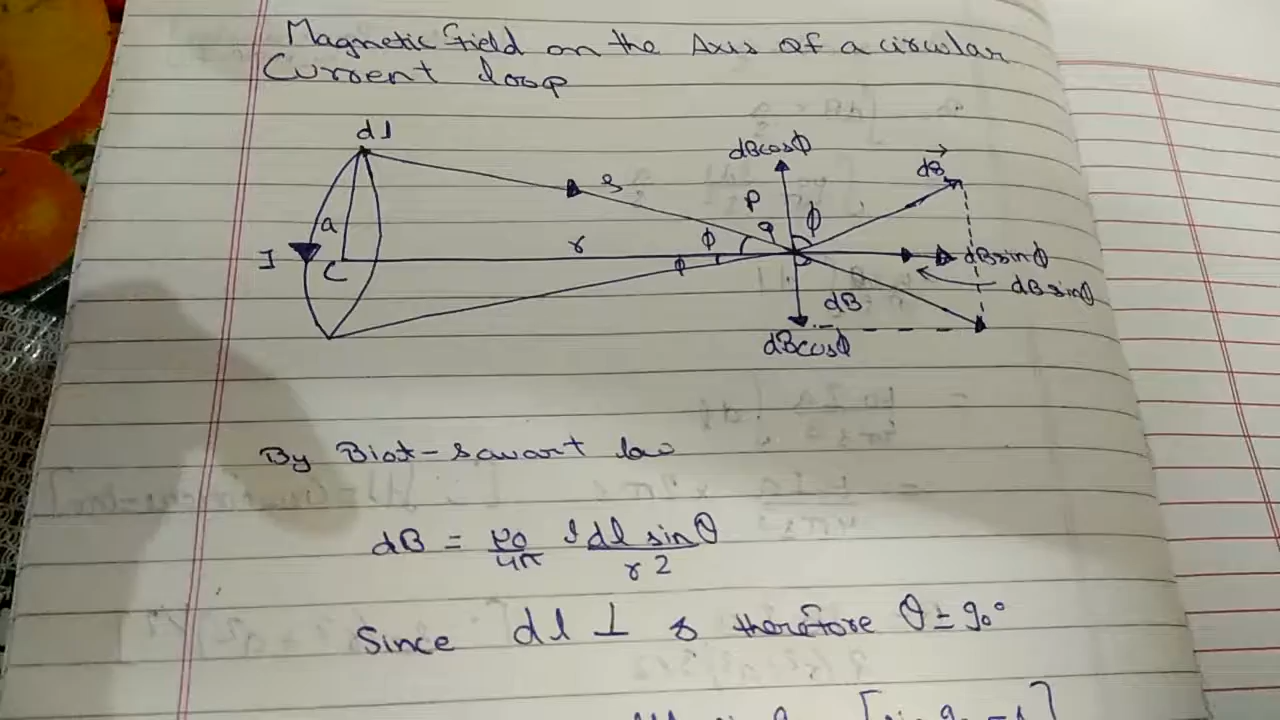 Magnetic field on the Axis of a circular
Current loop
dl
dBcosϕ
dB
s
a
P
ϕ
r
ϕ
I
C
ϕ
dBsinϕ
dBsinϕ
dB
dBcosϕ
By Biot-savart law
dB = μ0/4π I dl sinθ/r2
Since dl ⊥ s therefore θ = 90°